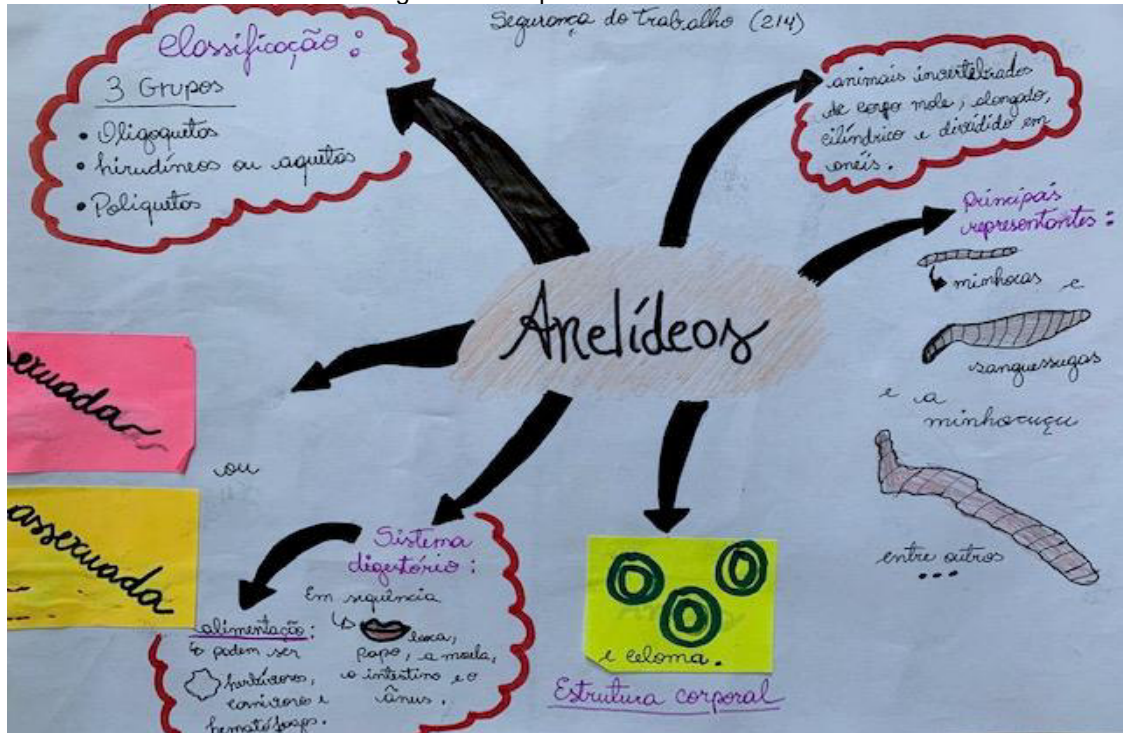 Segurança do Trabalho (214)
Classificação:
3 Grupos
• Oligoquetos
• hirudíneos ou aquetos
• Poliquetos
animais invertebrados
de corpo mole, alongado,
cilíndrico e dividido em
anéis.
principais
representantes:
minhocas e
sanguessugas
e a
minhocuçu
entre outros
...
Anelídeos
exuada
ou
assexuada
Sistema
digestório:
Em sequência
boca,
papo, a moela,
o intestino e o
ânus.
alimentação:
podem ser
herbívoros,
carnívoros e
hematófagos.
e celoma.
Estrutura corporal